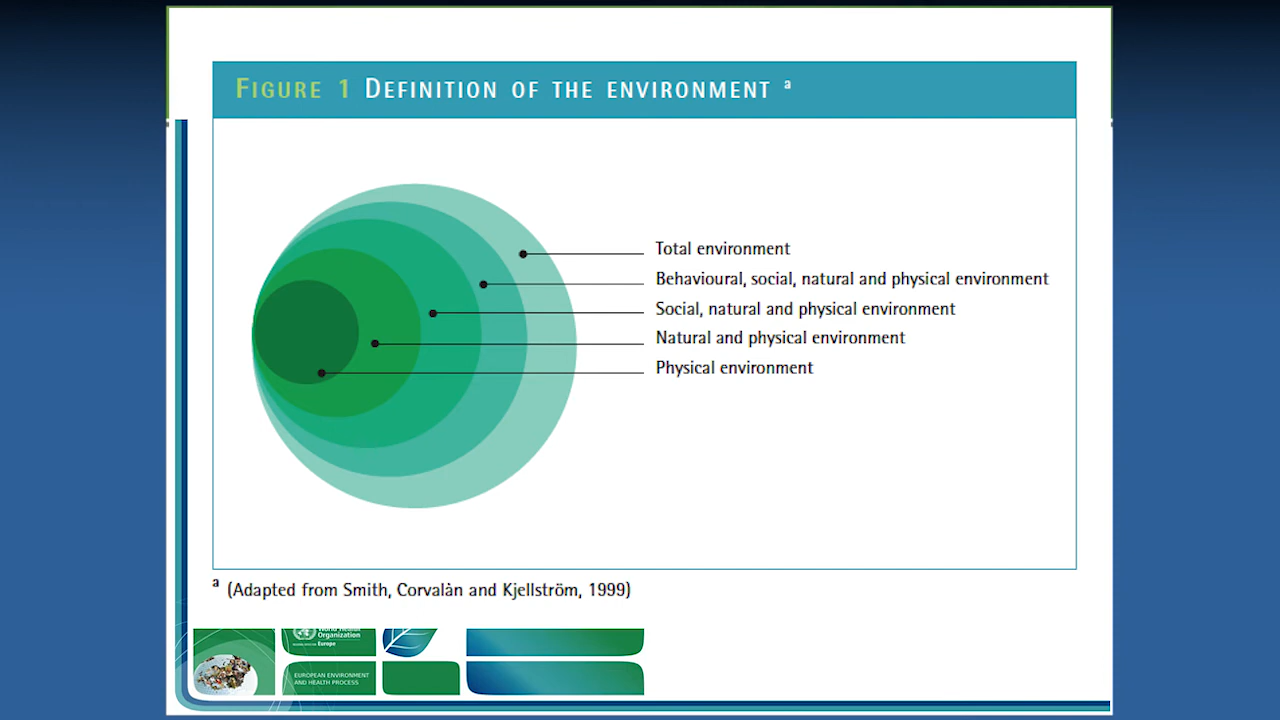 FIGURE 1 DEFINITION OF THE ENVIRONMENT a
Total environment
Behavioural, social, natural and physical environment
Social, natural and physical environment
Natural and physical environment
Physical environment
a (Adapted from Smith, Corvalàn and Kjellström, 1999)
World Health
Organization
Europe
EUROPEAN ENVIRONMENT
AND HEALTH PROCESS